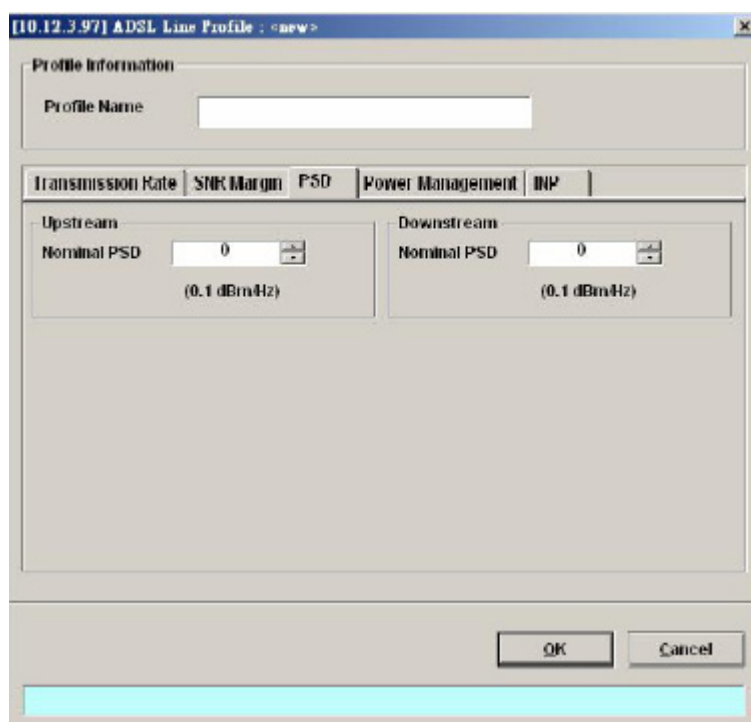 [10.12.3.97] ADSL Line Profile : <new>
Profile Information
Profile Name
Transmission Rate SNR Margin PSD Power Management INP
Upstream
Nominal PSD 0
(0.1 dBm/Hz)
Downstream
Nominal PSD 0
(0.1 dBm/Hz)
OK Cancel